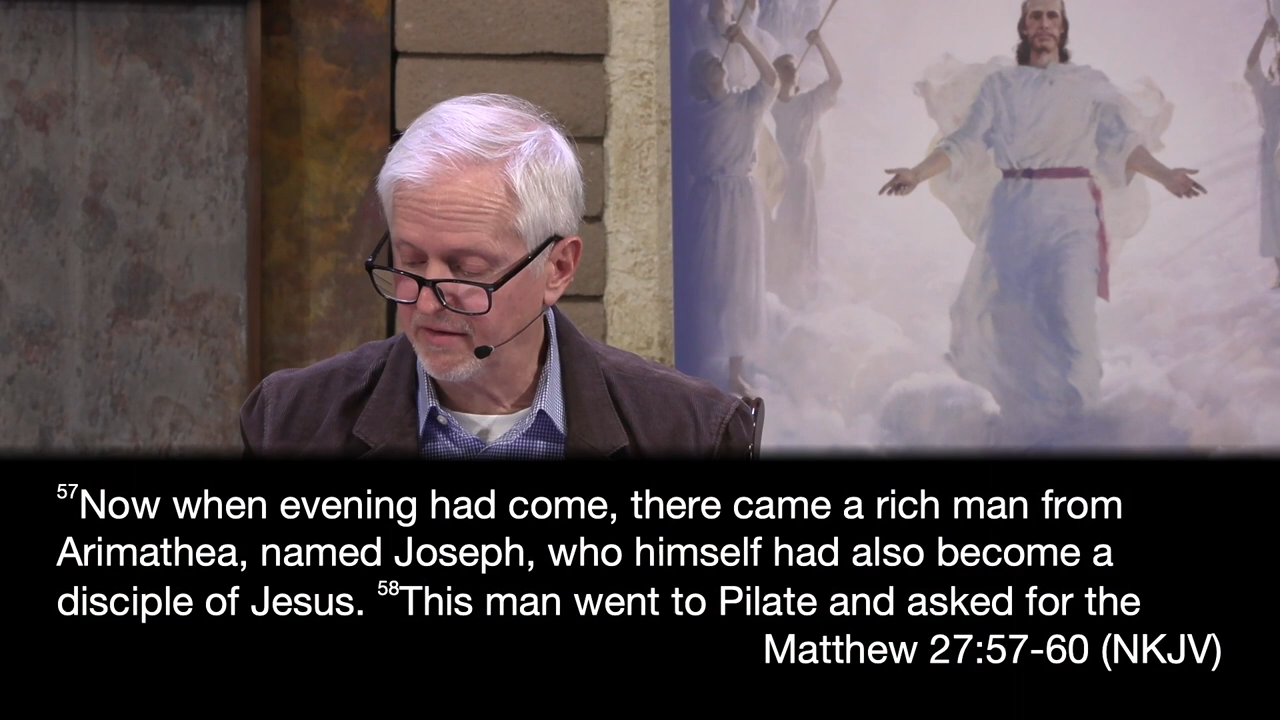 57Now when evening had come, there came a rich man from
Arimathea, named Joseph, who himself had also become a
disciple of Jesus. 58This man went to Pilate and asked for the
Matthew 27:57-60 (NKJV)